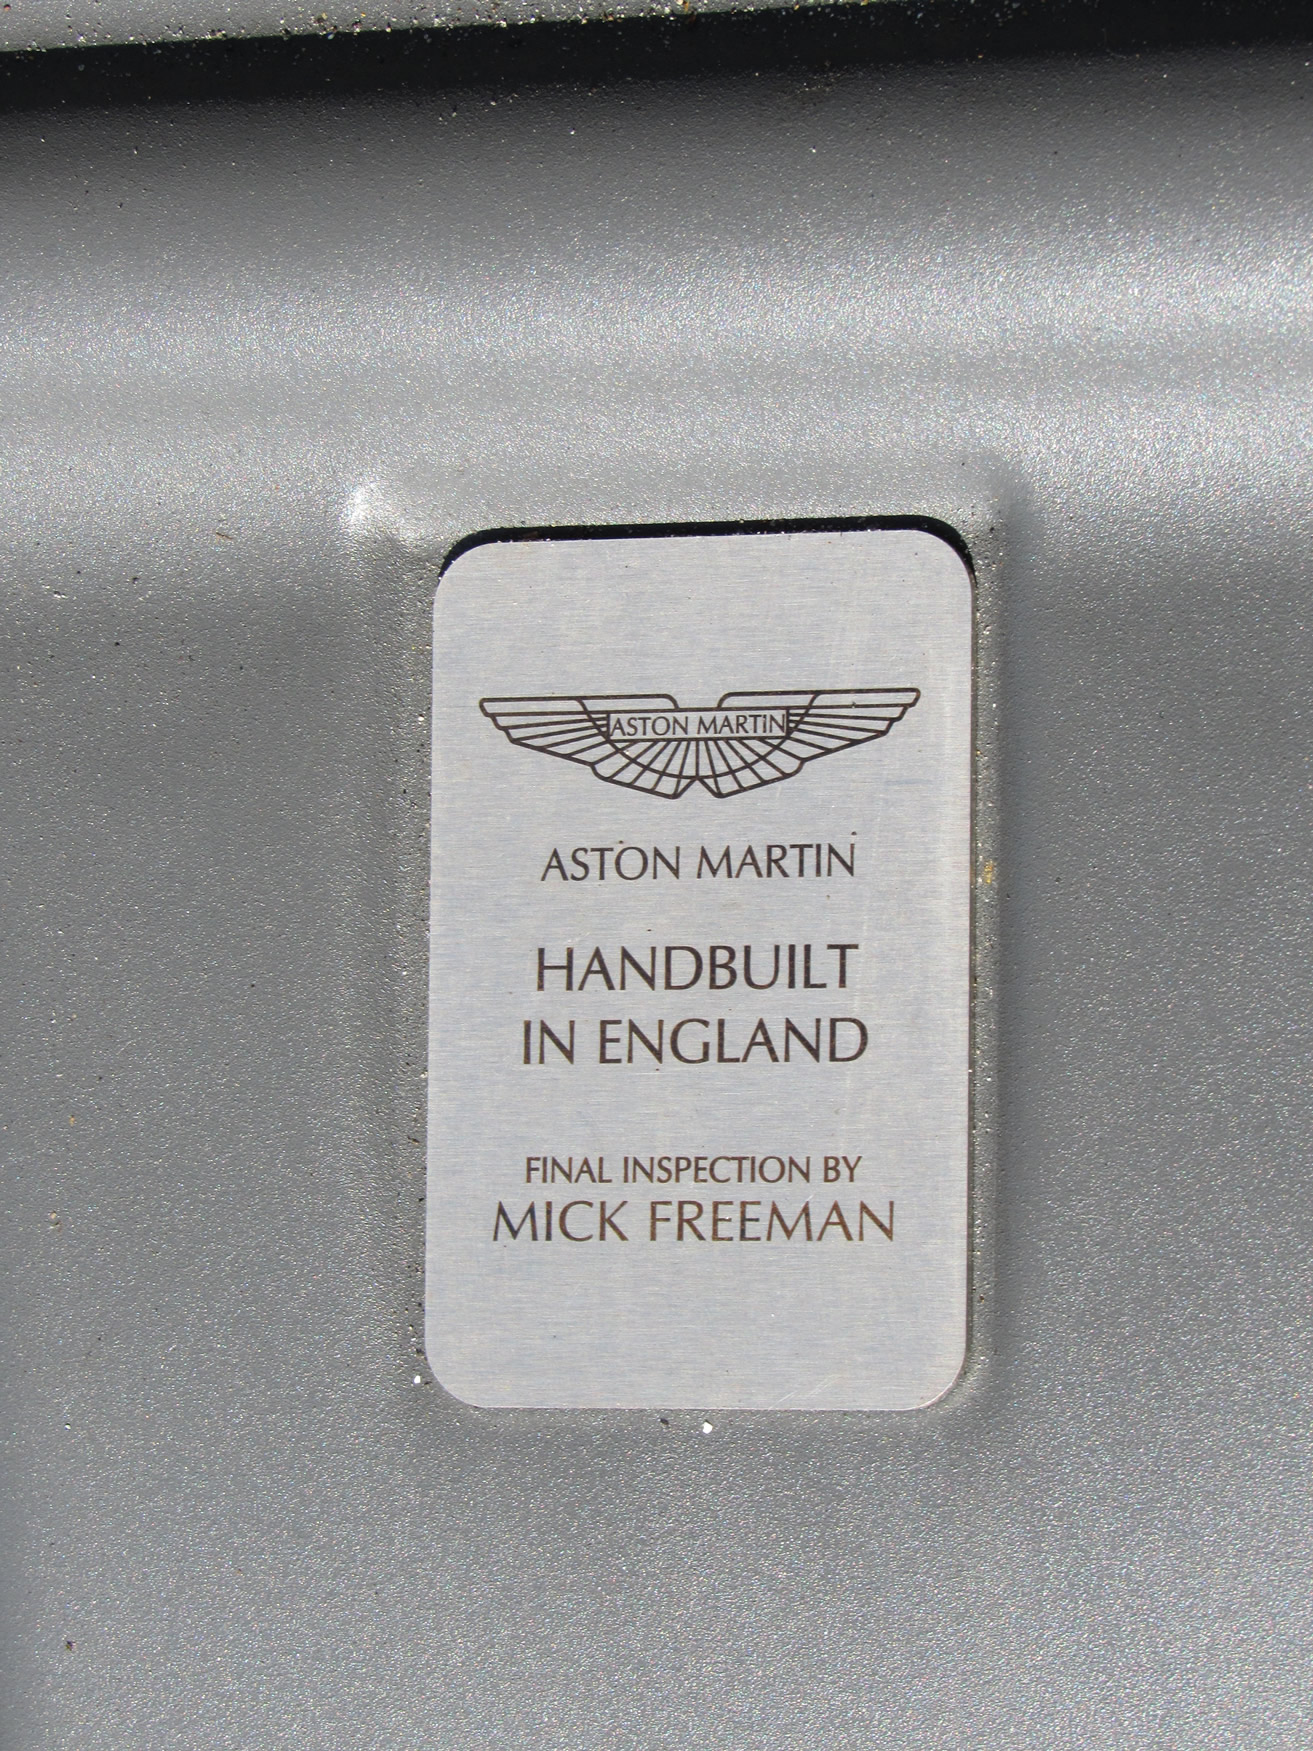 ASTON MARTIN
ASTON MARTIN
HANDBUILT
IN ENGLAND
FINAL INSPECTION BY
MICK FREEMAN